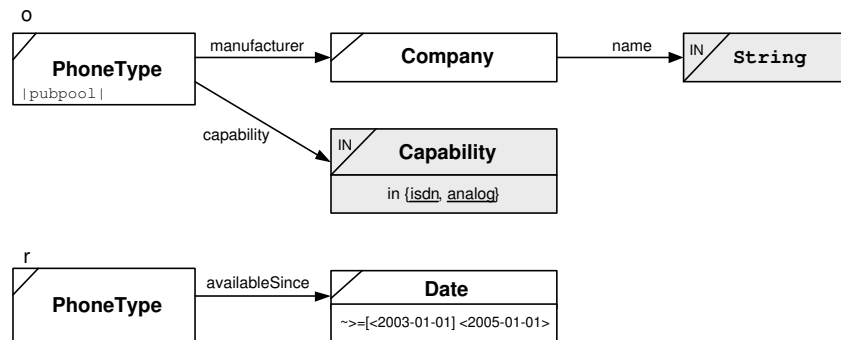 o
PhoneType
|pubpool|
manufacturer
Company
name
IN
String
capability
IN
Capability
in {isdn, analog}
r
PhoneType
availableSince
Date
~>=[<2003-01-01] <2005-01-01>